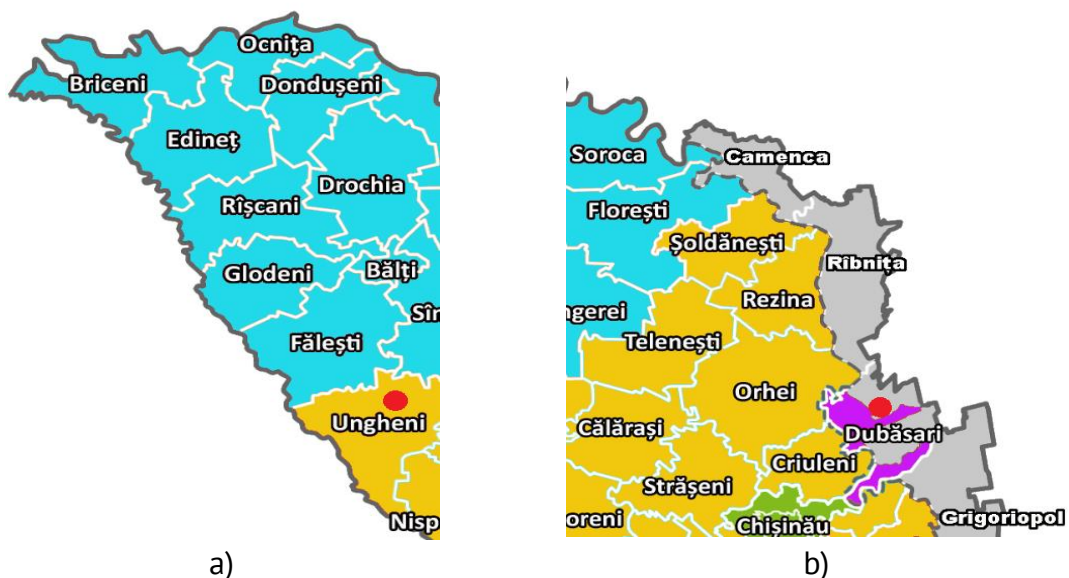 Ocnița
Briceni
Dondușeni
Edineț
Drochia
Rîșcani
Glodeni
Bălți
Sîr
Fălești
Ungheni
Nisp
a)
Soroca
Camenca
Florești
Șoldănești
Rîbnița
Rezina
ngerei
Telenești
Orhei
Călărași
Dubăsari
Criuleni
Strășeni
oreni
Chișinău
Grigoriopol
b)